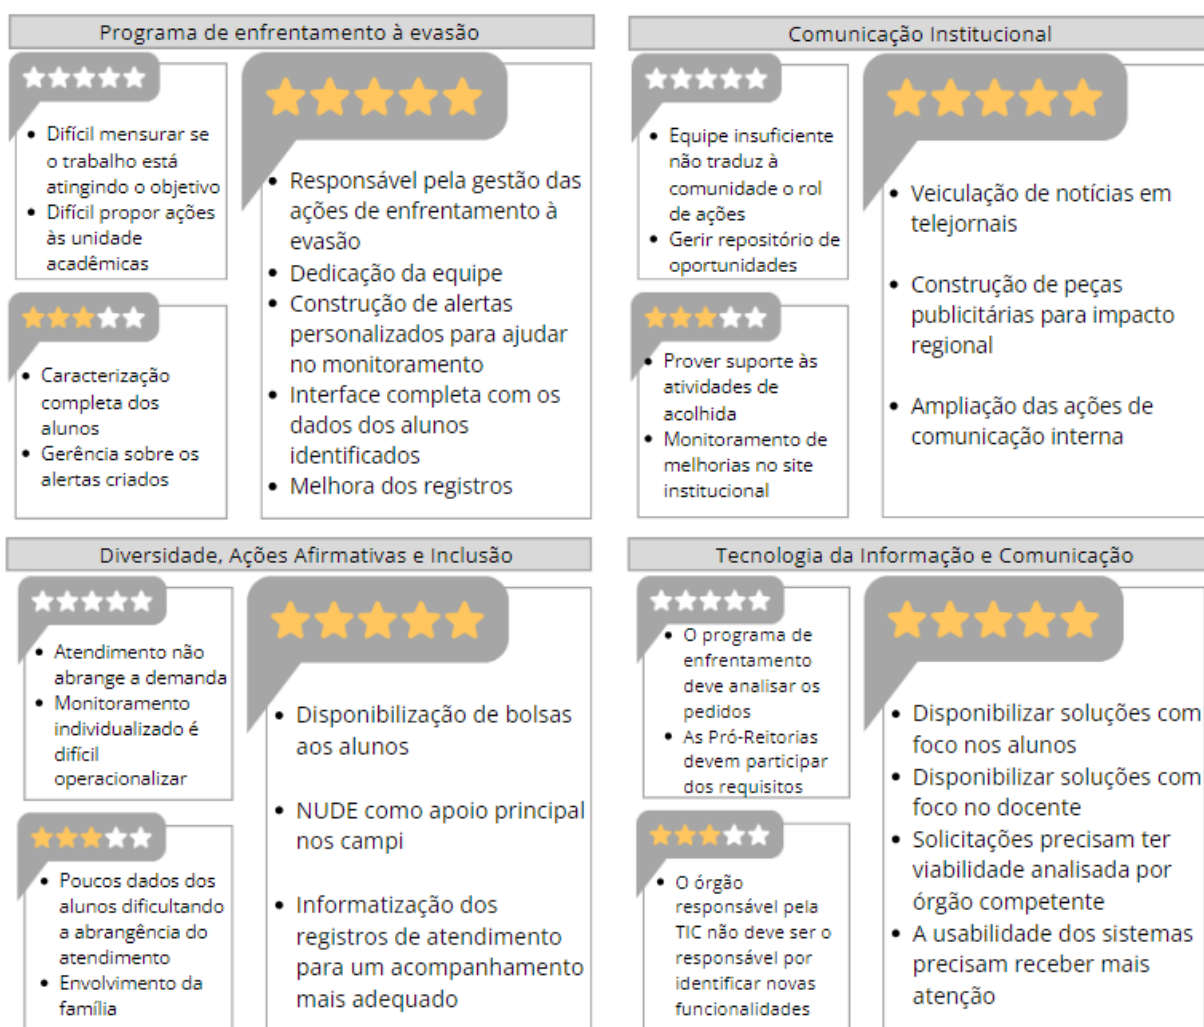 Programa de enfrentamento à evasão
Difícil mensurar se
o trabalho está
atingindo o objetivo
Difícil propor ações
às unidade
acadêmicas
Caracterização
completa dos
alunos
Gerência sobre os
alertas criados
Responsável pela gestão das
ações de enfrentamento à
evasão
Dedicação da equipe
Construção de alertas
personalizados para ajudar
no monitoramento
Interface completa com os
dados dos alunos
identificados
Melhora dos registros
Comunicação Institucional
Equipe insuficiente
não traduz à
comunidade o rol
de ações
Gerir repositório de
oportunidades
Prover suporte às
atividades de
acolhida
Monitoramento de
melhorias no site
institucional
Veiculação de notícias em
telejornais
Construção de peças
publicitárias para impacto
regional
Ampliação das ações de
comunicação interna
Diversidade, Ações Afirmativas e Inclusão
Atendimento não
abrange a demanda
Monitoramento
individualizado é
difícil
operacionalizar
Poucos dados dos
alunos dificultando
a abrangência do
atendimento
Envolvimento da
família
Disponibilização de bolsas
aos alunos
NUDE como apoio principal
nos campi
Informatização dos
registros de atendimento
para um acompanhamento
mais adequado
Tecnologia da Informação e Comunicação
O programa de
enfrentamento
deve analisar os
pedidos
As Pró-Reitorias
devem participar
dos requisitos
O órgão
responsável pela
TIC não deve ser o
responsável por
identificar novas
funcionalidades
Disponibilizar soluções com
foco nos alunos
Disponibilizar soluções com
foco no docente
Solicitações precisam ter
viabilidade analisada por
órgão competente
A usabilidade dos sistemas
precisam receber mais
atenção